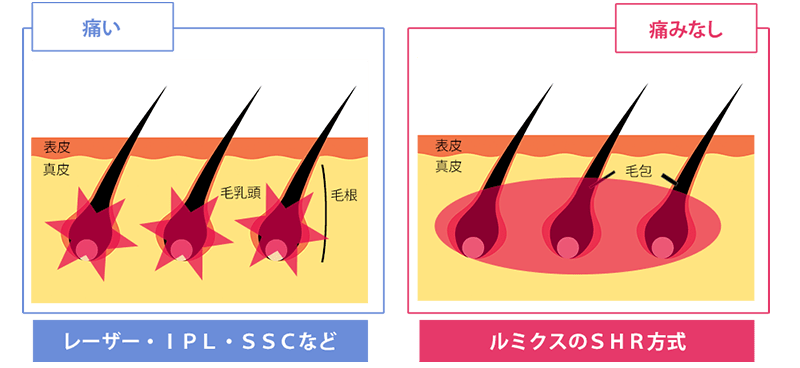 痛い
表皮
真皮
毛乳頭
毛根
レーザー・ＩＰＬ・ＳＳＣなど
痛みなし
表皮
真皮
毛包
ルミクスのＳＨＲ方式